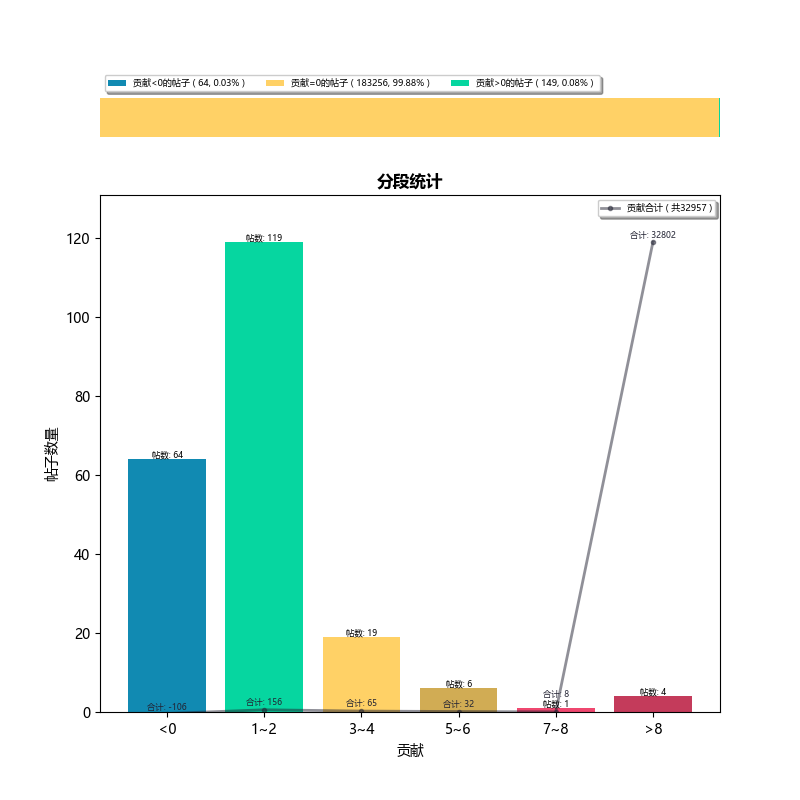 贡献<0的帖子 ( 64, 0.03% ) 贡献=0的帖子 ( 183256, 99.88% ) 贡献>0的帖子 ( 149, 0.08% )
分段统计
贡献合计 ( 共32957 )
合计: 32802
帖数: 119
帖数: 64
帖数: 19
帖数: 6
合计: 8
帖数: 4
合计: -106
合计: 156
合计: 65
合计: 32
帖数: 1
120
100
80
60
40
20
0
帖子数量
<0 1~2 3~4 5~6 7~8 >8
贡献